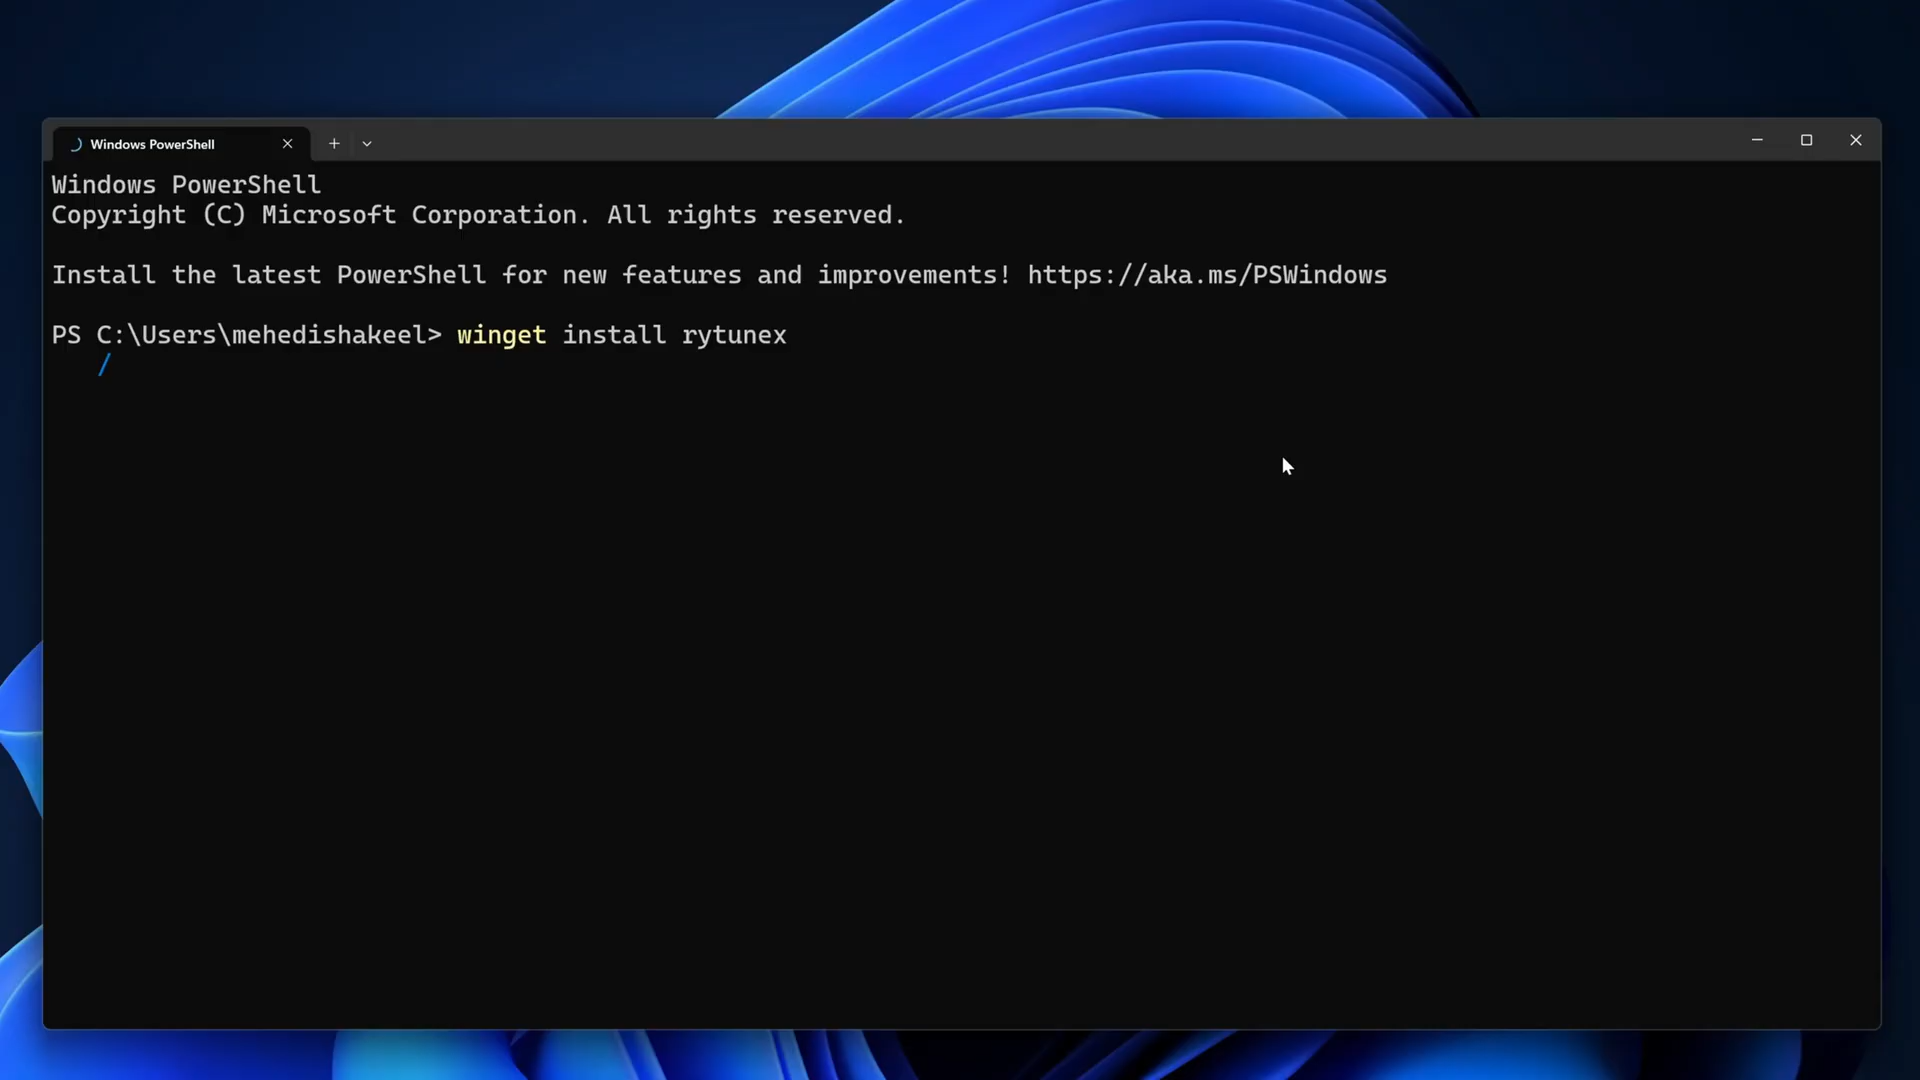 Windows PowerShell
Windows PowerShell
Copyright (C) Microsoft Corporation. All rights reserved.
Install the latest PowerShell for new features and improvements! https://aka.ms/PSWindows
PS C:\Users\mehedishakeel> winget install rytunex
/